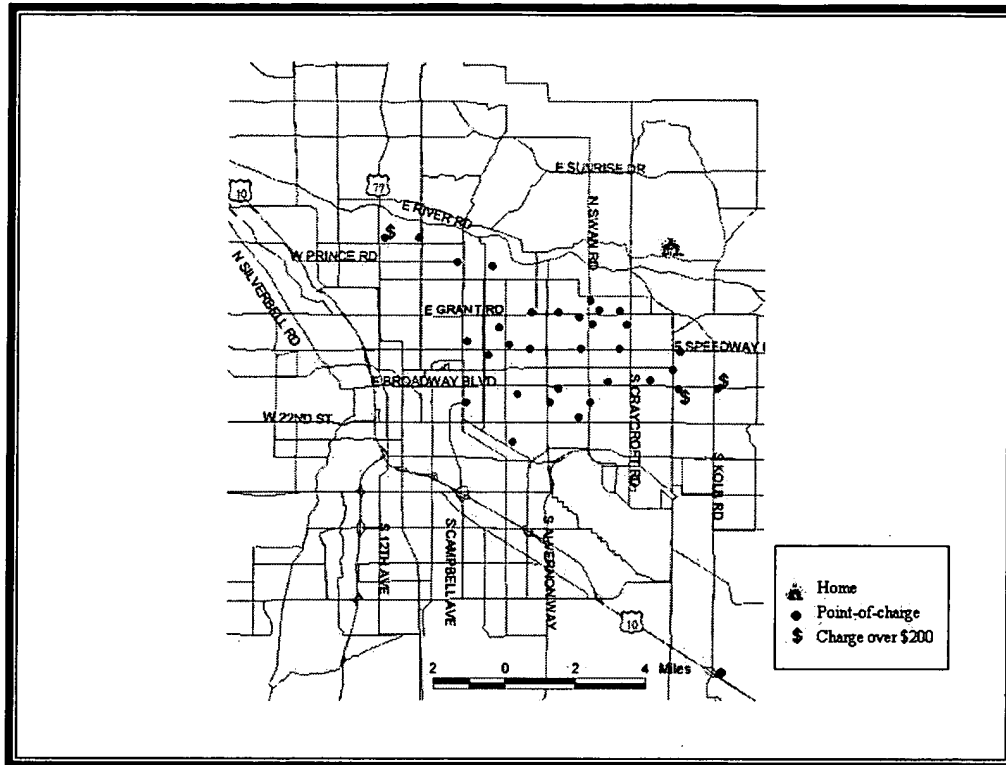 E SUNRISE DR
10
77
E RIVER RD
N SWAN RD
W PRINCE RD
N SILVERBELL RD
E GRANT RD
E SPEEDWAY
E BROADWAY BLVD
W 22ND ST
S CRAYCROFT RD
S KOLB RD
S 12TH AVE
S CAMPBELL AVE
S ALVERNON WAY
10
2 0 2 4 Miles
Home
Point-of-charge
$ Charge over $200
$
$
$